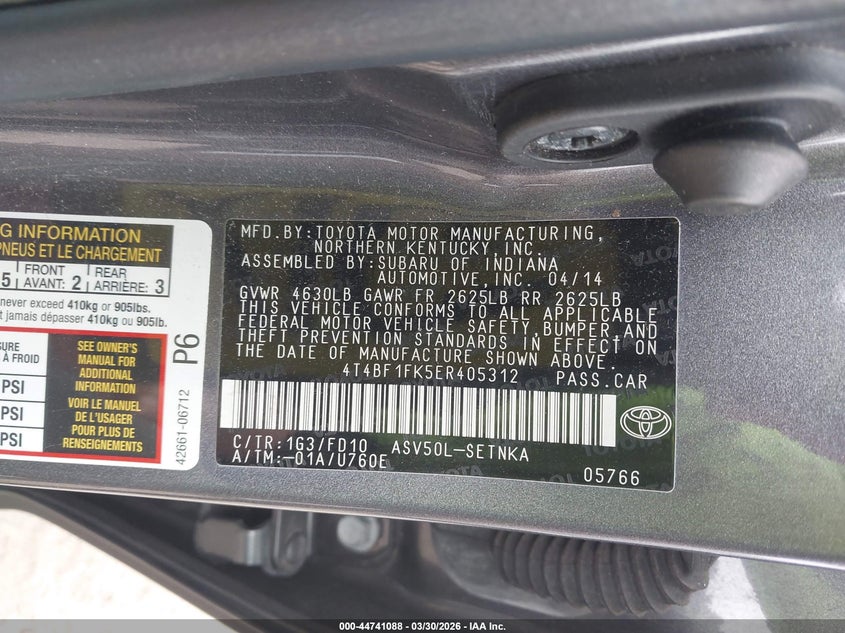 G INFORMATION
PNEUS ET LE CHARGEMENT
5 FRONT AVANT: 2 REAR ARRIÈRE: 3
never exceed 410kg or 905lbs.
t jamais dépasser 410kg ou 905lb.
SURE
À FROID
PSI
PSI
PSI
SEE OWNER'S
MANUAL FOR
ADDITIONAL
INFORMATION
VOIR LE MANUEL
DE L'USAGER
POUR PLUS DE
RENSEIGNEMENTS
P6
42661-06712
MFD.BY:TOYOTA MOTOR MANUFACTURING,
NORTHERN KENTUCKY,INC.
ASSEMBLED BY:SUBARU OF INDIANA
AUTOMOTIVE,INC. 04/14
GVWR 4630LB GAWR FR 2625LB RR 2625LB
THIS VEHICLE CONFORMS TO ALL APPLICABLE
FEDERAL MOTOR VEHICLE SAFETY,BUMPER,AND
THEFT PREVENTION STANDARDS IN EFFECT ON
THE DATE OF MANUFACTURE SHOWN ABOVE.
4T4BF1FK5ER405312 PASS.CAR
C/TR:1G3/FD10 ASV50L-SETNKA
A/TM:-01A/U760E
05766
000-44741088 - 03/30/2026 - IAA Inc.